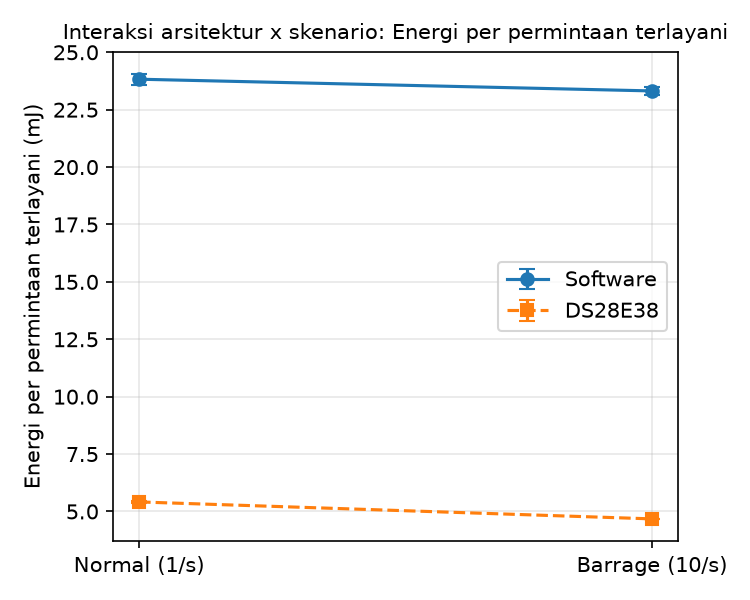 Interaksi arsitektur x skenario: Energi per permintaan terlayani
Energi per permintaan terlayani (mJ)
25.0
22.5
20.0
17.5
15.0
12.5
10.0
7.5
5.0
Software
DS28E38
Normal (1/s)
Barrage (10/s)